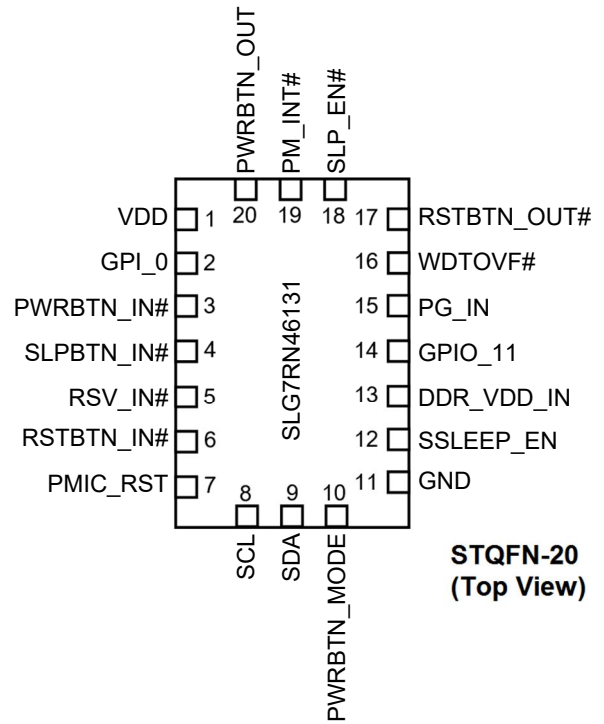 PWRBTN_OUT
PM_INT#
SLP_EN#
20
19
18
VDD 1
GPI_0 2
PWRBTN_IN# 3
SLPBTN_IN# 4
RSV_IN# 5
RSTBTN_IN# 6
PMIC_RST 7
SLG7RN46131
17 RSTBTN_OUT#
16 WDTOVF#
15 PG_IN
14 GPIO_11
13 DDR_VDD_IN
12 SSLEEP_EN
11 GND
8
9
10
SCL
SDA
PWRBTN_MODE
STQFN-20
(Top View)